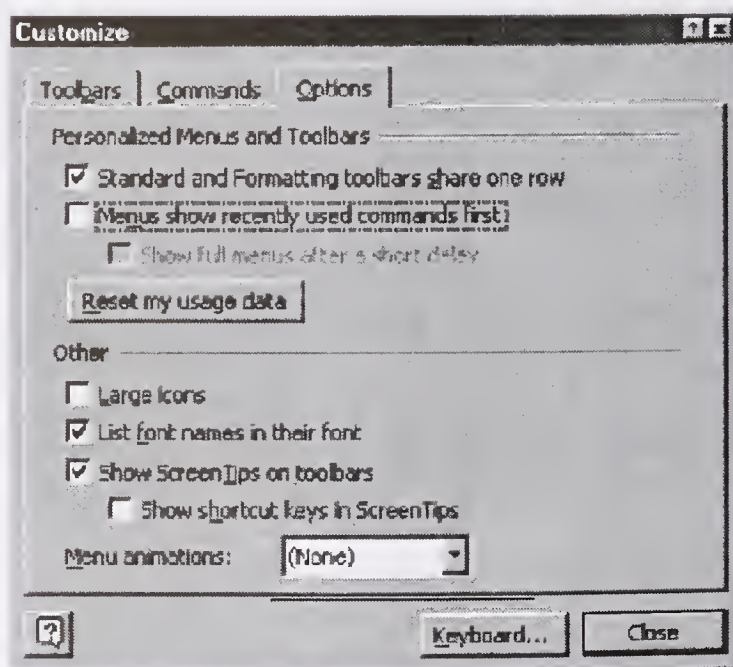 Customize
Toolbars Commands Options
Personalized Menus and Toolbars
Standard and Formatting toolbars share one row
Menus show recently used commands first
Show full menus after a short delay
Reset my usage data
Other
Large icons
List font names in their font
Show ScreenTips on toolbars
Show shortcut keys in ScreenTips
Menu animations: (None)
Keyboard... Close